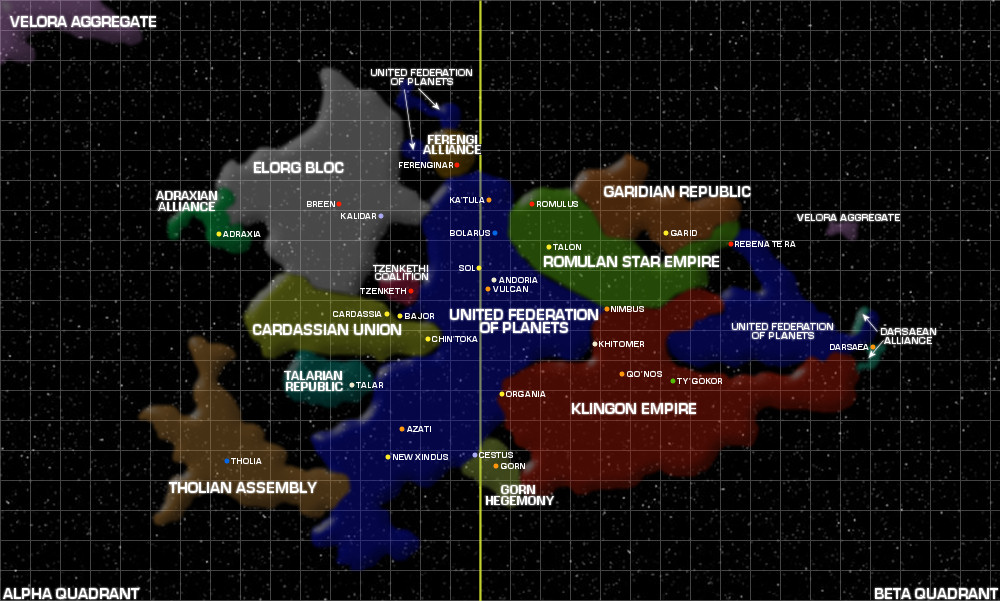 VELORA AGGREGATE
UNITED FEDERATION
OF PLANETS
FERENGI
ALLIANCE
FERENGINAR
ELORG BLOC
GARIDIAN REPUBLIC
ADRAXIAN
ALLIANCE
BREEN
KALIDAR
KA'TULA
ROMULUS
VELORA AGGREGATE
ADRAXIA
BOLARUS
GARID
TALON
REBENA TE RA
ROMULAN STAR EMPIRE
TZENKETHI
COALITION
SOL
ANDORIA
TZENKETH
VULCAN
CARDASSIA
BAJOR
NIMBUS
UNITED FEDERATION
OF PLANETS
CARDASSIAN UNION
CHIN'TOKA
UNITED FEDERATION
OF PLANETS
DARSAEAN
ALLIANCE
KHITOMER
DARSAEA
TALARIAN
REPUBLIC
TALAR
QO'NOS
TY'GOKOR
ORGANIA
KLINGON EMPIRE
AZATI
NEW XINDUS
CESTUS
THOLIA
GORN
THOLIAN ASSEMBLY
GORN
HEGEMONY
ALPHA QUADRANT
BETA QUADRANT